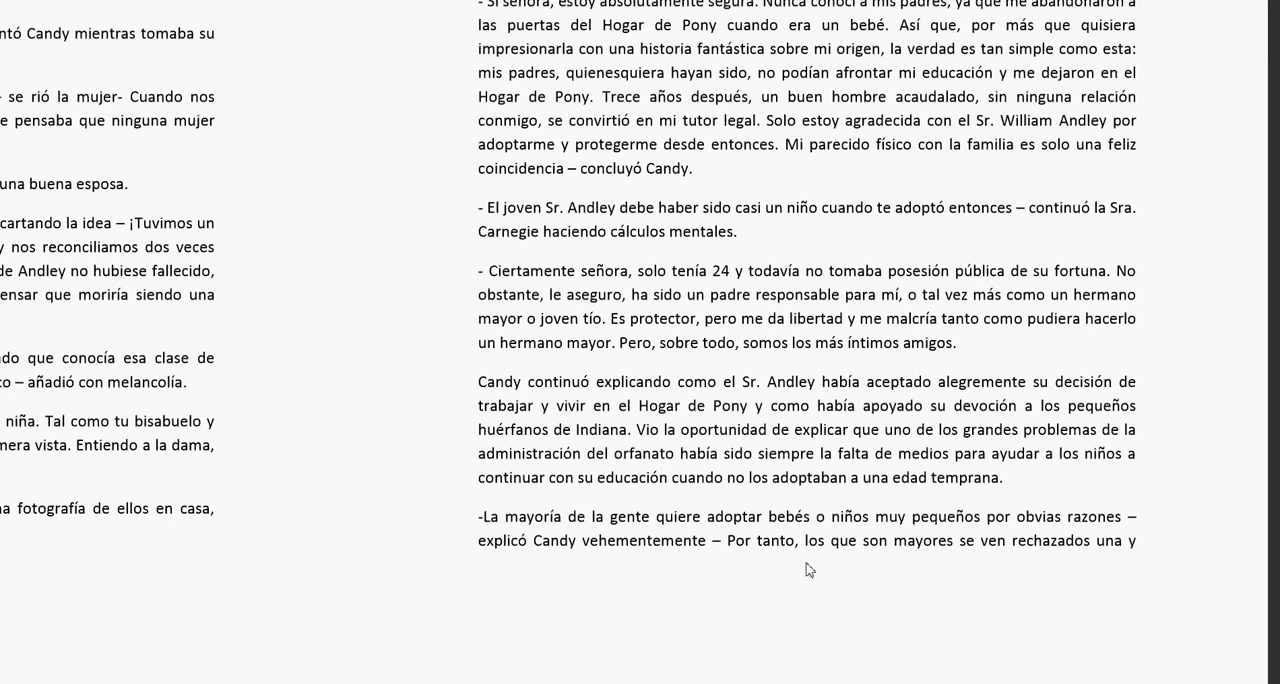 ntó Candy mientras tomaba su
se rió la mujer- Cuando nos
e pensaba que ninguna mujer
una buena esposa.
cartando la idea – ¡Tuvimos un
y nos reconciliamos dos veces
de Andley no hubiese fallecido,
ensar que moriría siendo una
do que conocía esa clase de
co – añadió con melancolía.
niña. Tal como tu bisabuelo y
mera vista. Entiendo a la dama,
na fotografía de ellos en casa,
- Sí señora, estoy absolutamente segura. Nunca conocí a mis padres, ya que me abandonaron a
las puertas del Hogar de Pony cuando era un bebé. Así que, por más que quisiera
impresionarla con una historia fantástica sobre mi origen, la verdad es tan simple como esta:
mis padres, quienesquiera hayan sido, no podían afrontar mi educación y me dejaron en el
Hogar de Pony. Trece años después, un buen hombre acaudalado, sin ninguna relación
conmigo, se convirtió en mi tutor legal. Solo estoy agradecida con el Sr. William Andley por
adoptarme y protegerme desde entonces. Mi parecido físico con la familia es solo una feliz
coincidencia – concluyó Candy.
- El joven Sr. Andley debe haber sido casi un niño cuando te adoptó entonces – continuó la Sra.
Carnegie haciendo cálculos mentales.
- Ciertamente señora, solo tenía 24 y todavía no tomaba posesión pública de su fortuna. No
obstante, le aseguro, ha sido un padre responsable para mí, o tal vez más como un hermano
mayor o joven tío. Es protector, pero me da libertad y me malcría tanto como pudiera hacerlo
un hermano mayor. Pero, sobre todo, somos los más íntimos amigos.
Candy continuó explicando como el Sr. Andley había aceptado alegremente su decisión de
trabajar y vivir en el Hogar de Pony y como había apoyado su devoción a los pequeños
huérfanos de Indiana. Vio la oportunidad de explicar que uno de los grandes problemas de la
administración del orfanato había sido siempre la falta de medios para ayudar a los niños a
continuar con su educación cuando no los adoptaban a una edad temprana.
-La mayoría de la gente quiere adoptar bebés o niños muy pequeños por obvias razones –
explicó Candy vehementemente – Por tanto, los que son mayores se ven rechazados una y